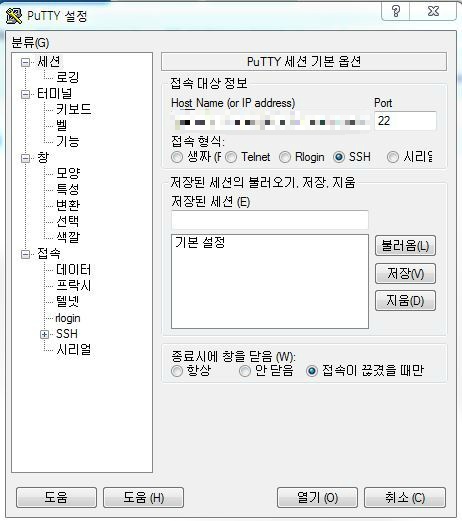 PuTTY 설정
분류(G)
세션
로깅
터미널
키보드
벨
기능
창
모양
특성
변환
선택
색깔
접속
데이터
프락시
텔넷
rlogin
SSH
시리얼
PuTTY 세션 기본 옵션
접속 대상 정보
Host Name (or IP address) Port
22
접속 형식:
생짜 (F Telnet Rlogin SSH 시리얼
저장된 세션의 불러오기, 저장, 지움
저장된 세션 (E)
기본 설정
불러옴(L)
저장(V)
지움(D)
종료시에 창을 닫음 (W):
항상 안 닫음 접속이 끊겼을 때만
도움 도움 (H) 열기 (O) 취소 (C)